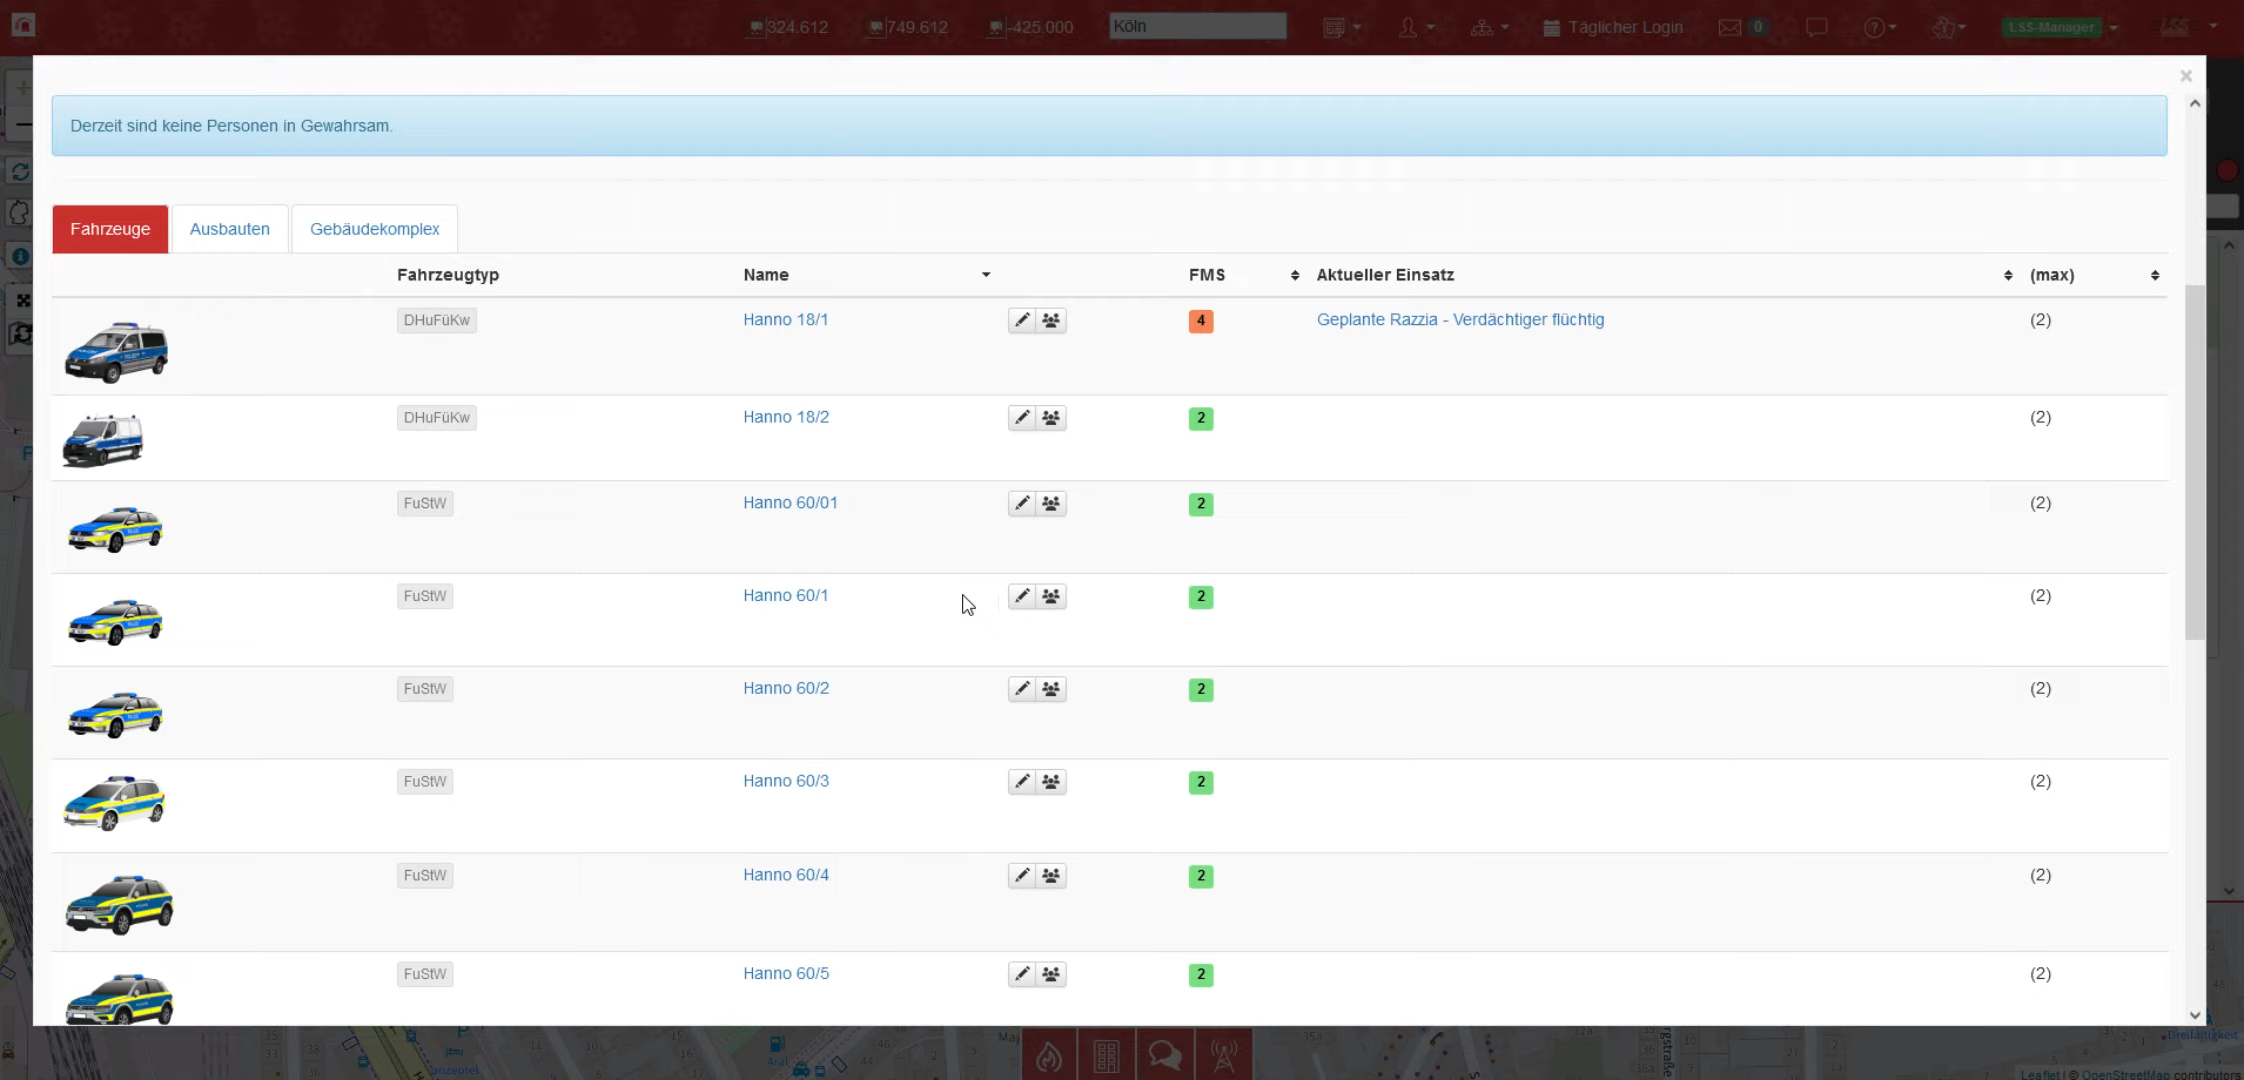 324.612 749.612 -425.000 Köln Täglicher Login 0 LSS-Manager
Derzeit sind keine Personen in Gewahrsam.
Fahrzeuge Ausbauten Gebäudekomplex
Fahrzeugtyp Name FMS Aktueller Einsatz (max)
DHuFüKw Hanno 18/1 4 Geplante Razzia - Verdächtiger flüchtig (2)
DHuFüKw Hanno 18/2 2 (2)
FuStW Hanno 60/01 2 (2)
FuStW Hanno 60/1 2 (2)
FuStW Hanno 60/2 2 (2)
FuStW Hanno 60/3 2 (2)
FuStW Hanno 60/4 2 (2)
FuStW Hanno 60/5 2 (2)
Aral
Leaflet | © OpenStreetMap contributors